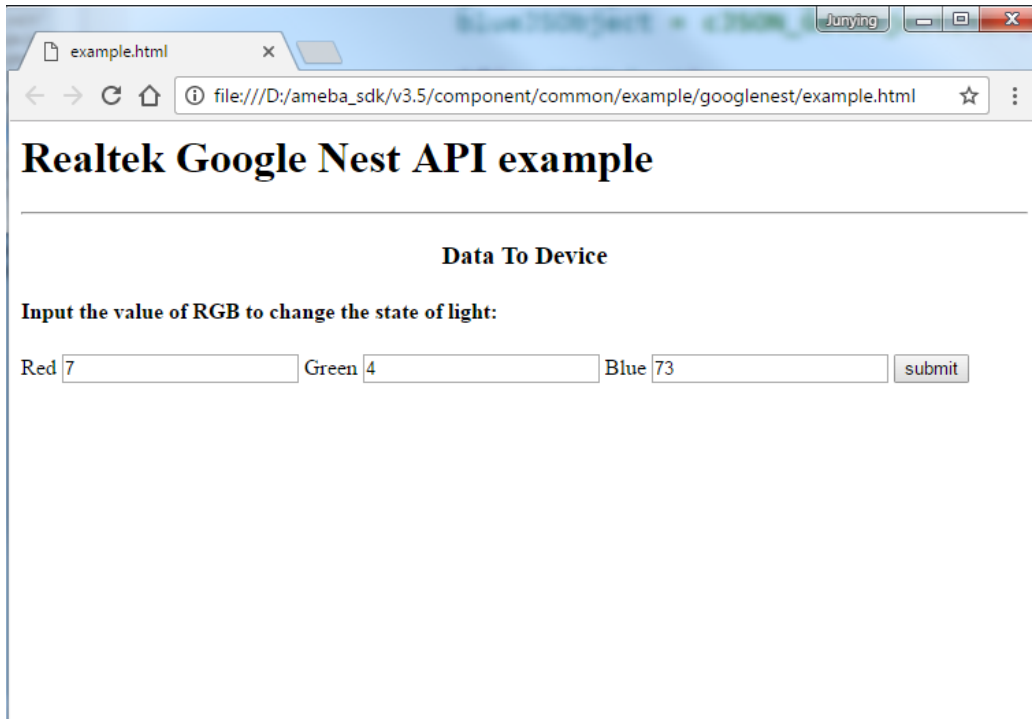 Junying
example.html
file:///D:/ameba_sdk/v3.5/component/common/example/googlenest/example.html
Realtek Google Nest API example
Data To Device
Input the value of RGB to change the state of light:
Red 7 Green 4 Blue 73 submit